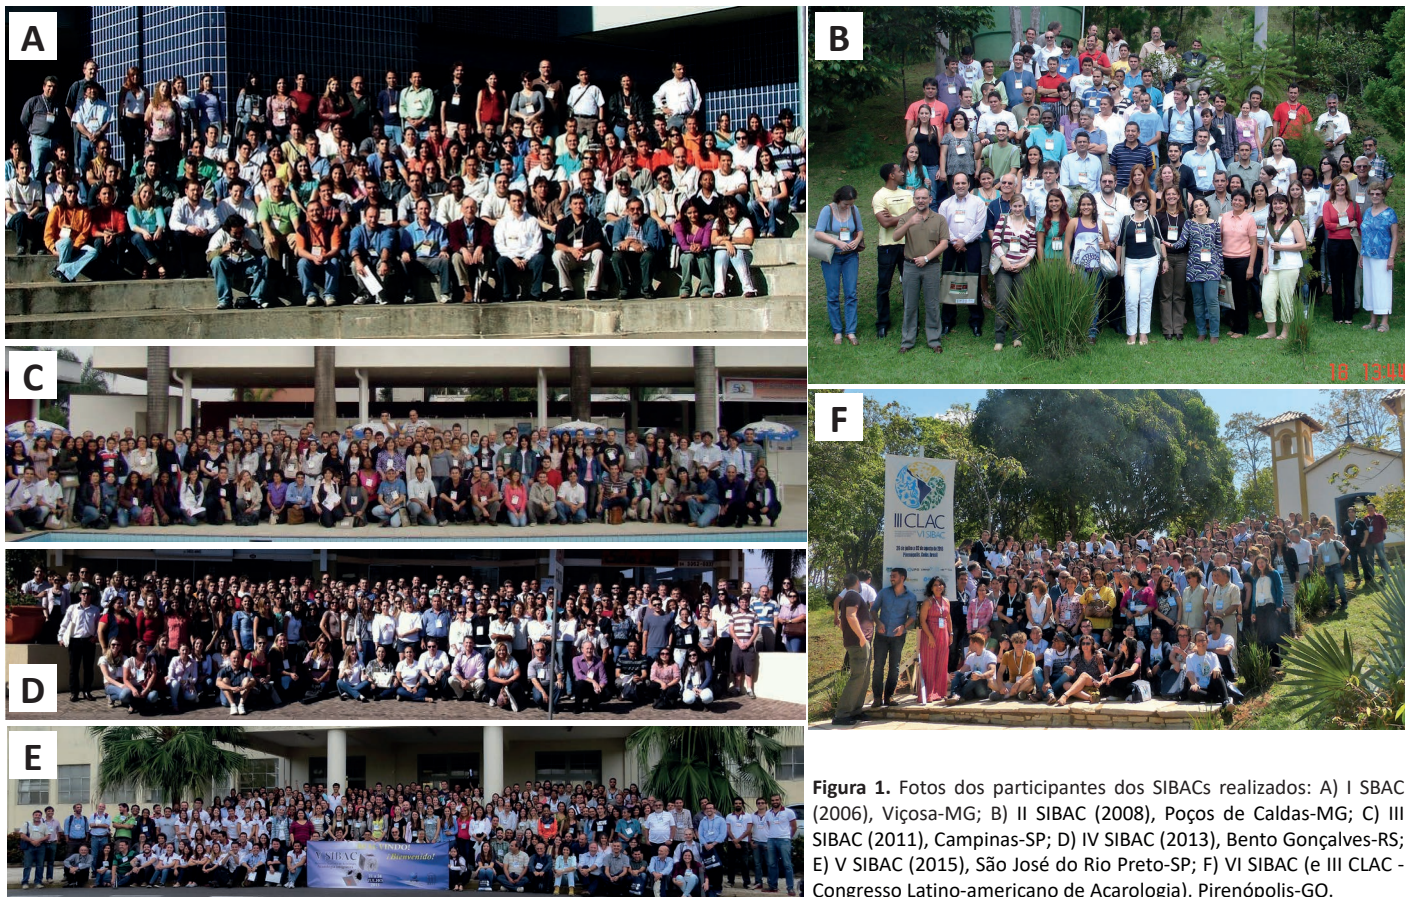 A
B
16 13:44
C
F
III CLAC
VI SIBAC
D
E
VINDO!
¡Bienvenido!
V SIBAC
Figura 1. Fotos dos participantes dos SIBACs realizados: A) I SBAC
(2006), Viçosa-MG; B) II SIBAC (2008), Poços de Caldas-MG; C) III
SIBAC (2011), Campinas-SP; D) IV SIBAC (2013), Bento Gonçalves-RS;
E) V SIBAC (2015), São José do Rio Preto-SP; F) VI SIBAC (e III CLAC -
Congresso Latino-americano de Acarologia), Pirenópolis-GO.